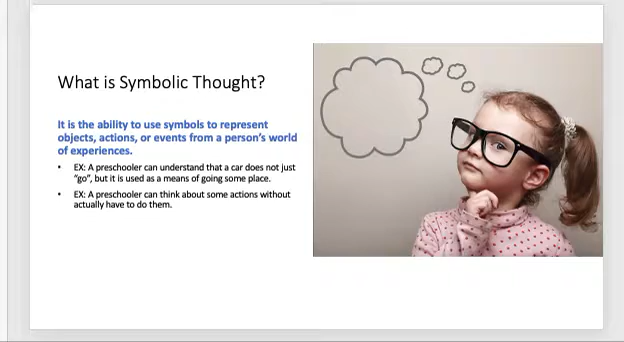 What is Symbolic Thought?
It is the ability to use symbols to represent
objects, actions, or events from a person's world
of experiences.
• EX: A preschooler can understand that a car does not just
"go", but it is used as a means of going some place.
• EX: A preschooler can think about some actions without
actually have to do them.